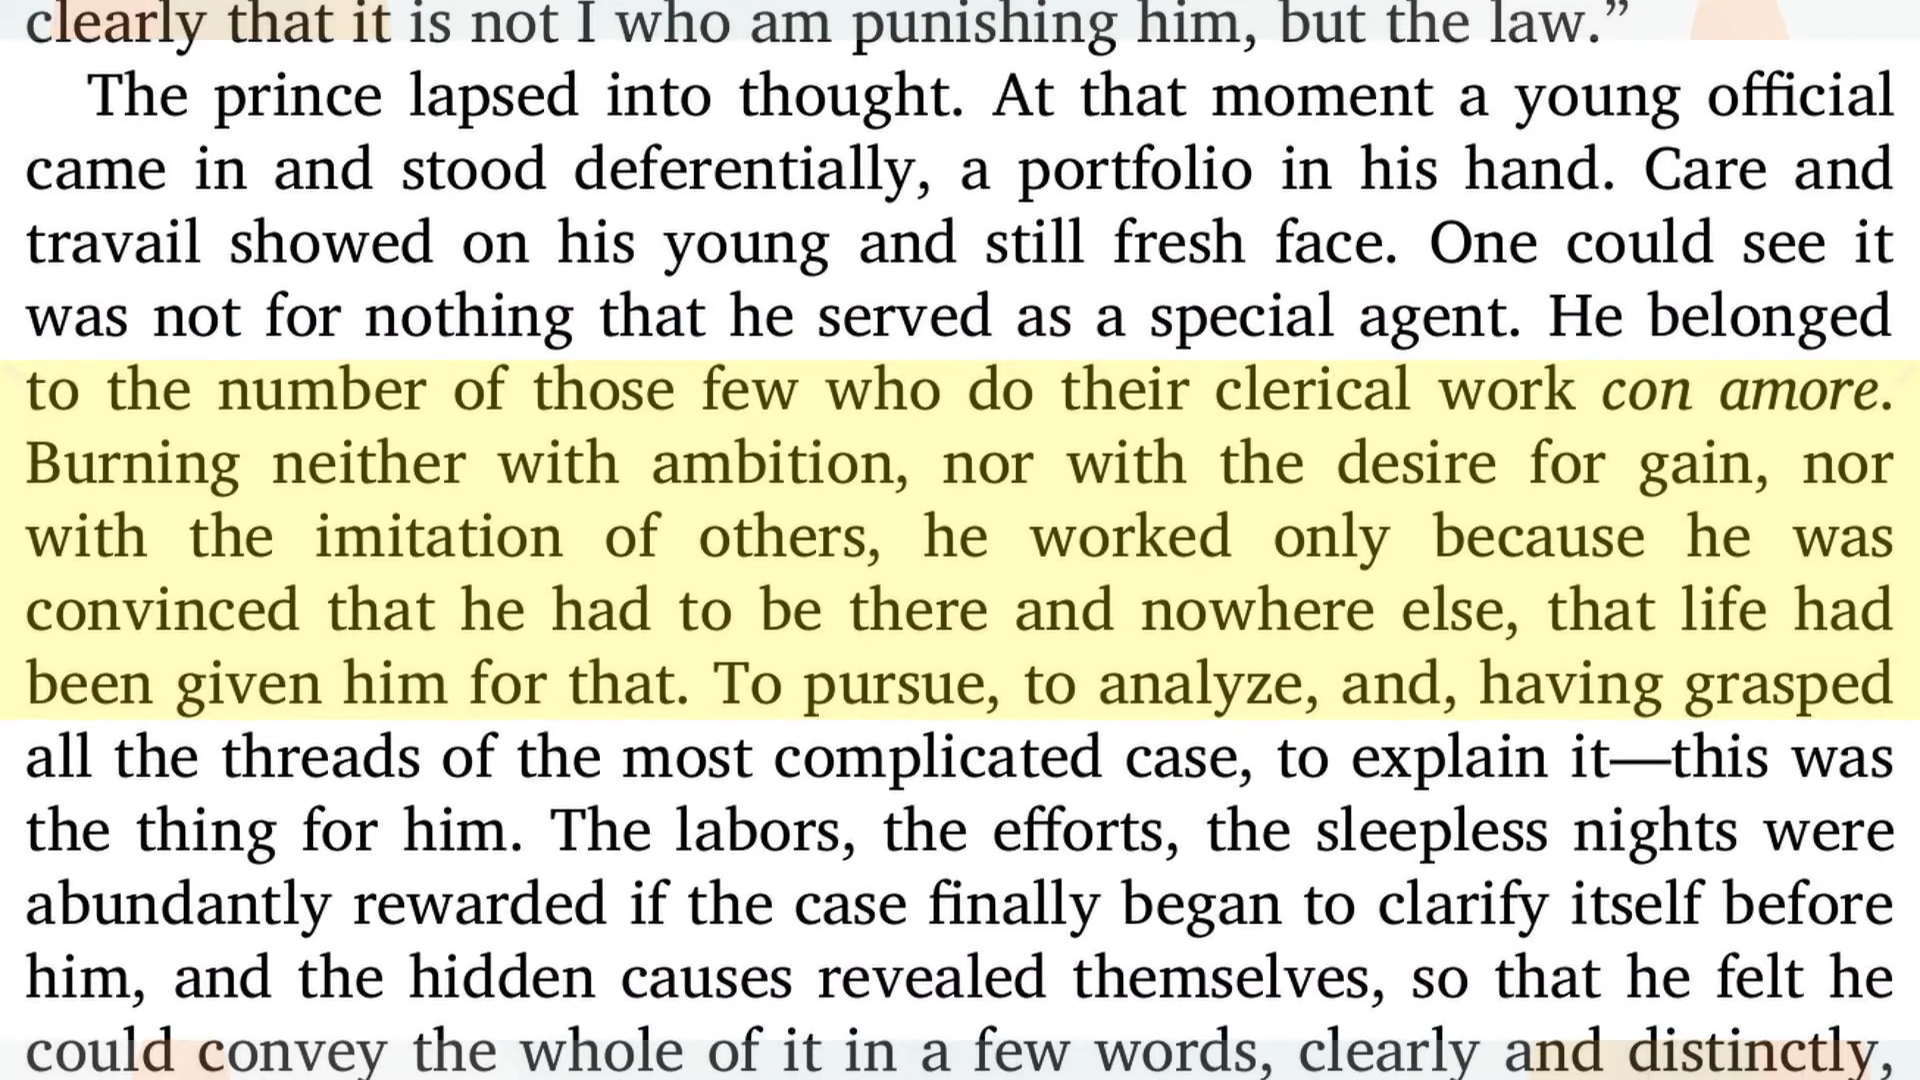 clearly that it is not I who am punishing him, but the law.”
The prince lapsed into thought. At that moment a young official
came in and stood deferentially, a portfolio in his hand. Care and
travail showed on his young and still fresh face. One could see it
was not for nothing that he served as a special agent. He belonged
to the number of those few who do their clerical work con amore.
Burning neither with ambition, nor with the desire for gain, nor
with the imitation of others, he worked only because he was
convinced that he had to be there and nowhere else, that life had
been given him for that. To pursue, to analyze, and, having grasped
all the threads of the most complicated case, to explain it—this was
the thing for him. The labors, the efforts, the sleepless nights were
abundantly rewarded if the case finally began to clarify itself before
him, and the hidden causes revealed themselves, so that he felt he
could convey the whole of it in a few words, clearly and distinctly,